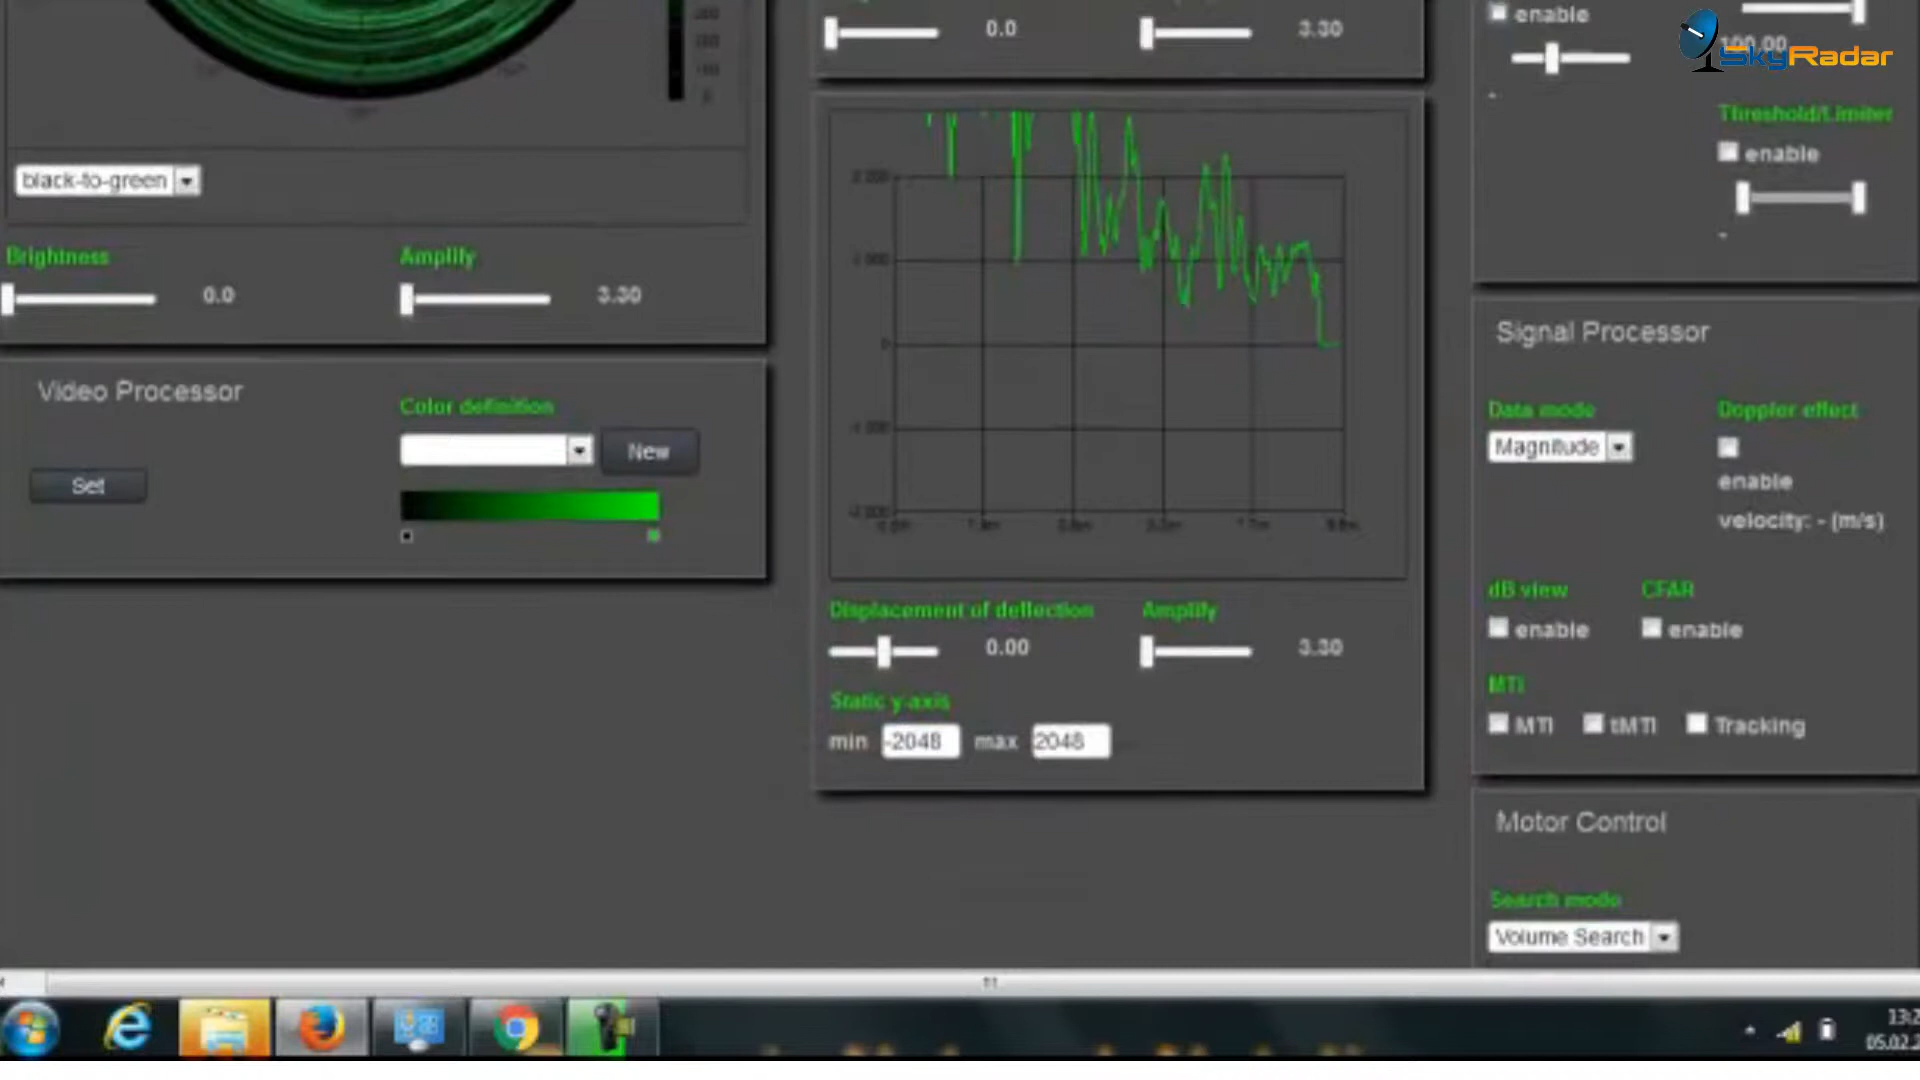 SkyRadar
enable
100.00
Threshold/Limiter
enable
black-to-green
Brightness
0.0
Amplify
3.30
0.0
3.30
Video Processor
Set
Color definition
New
2 000
0
Displacement of deflection
0.00
Amplify
3.30
Static y-axis
min -2048 max 2048
Signal Processor
Data mode
Magnitude
Doppler effect
enable
velocity: - (m/s)
dB view
enable
CFAR
enable
MTI
MTI tMTI Tracking
Motor Control
Search mode
Volume Search